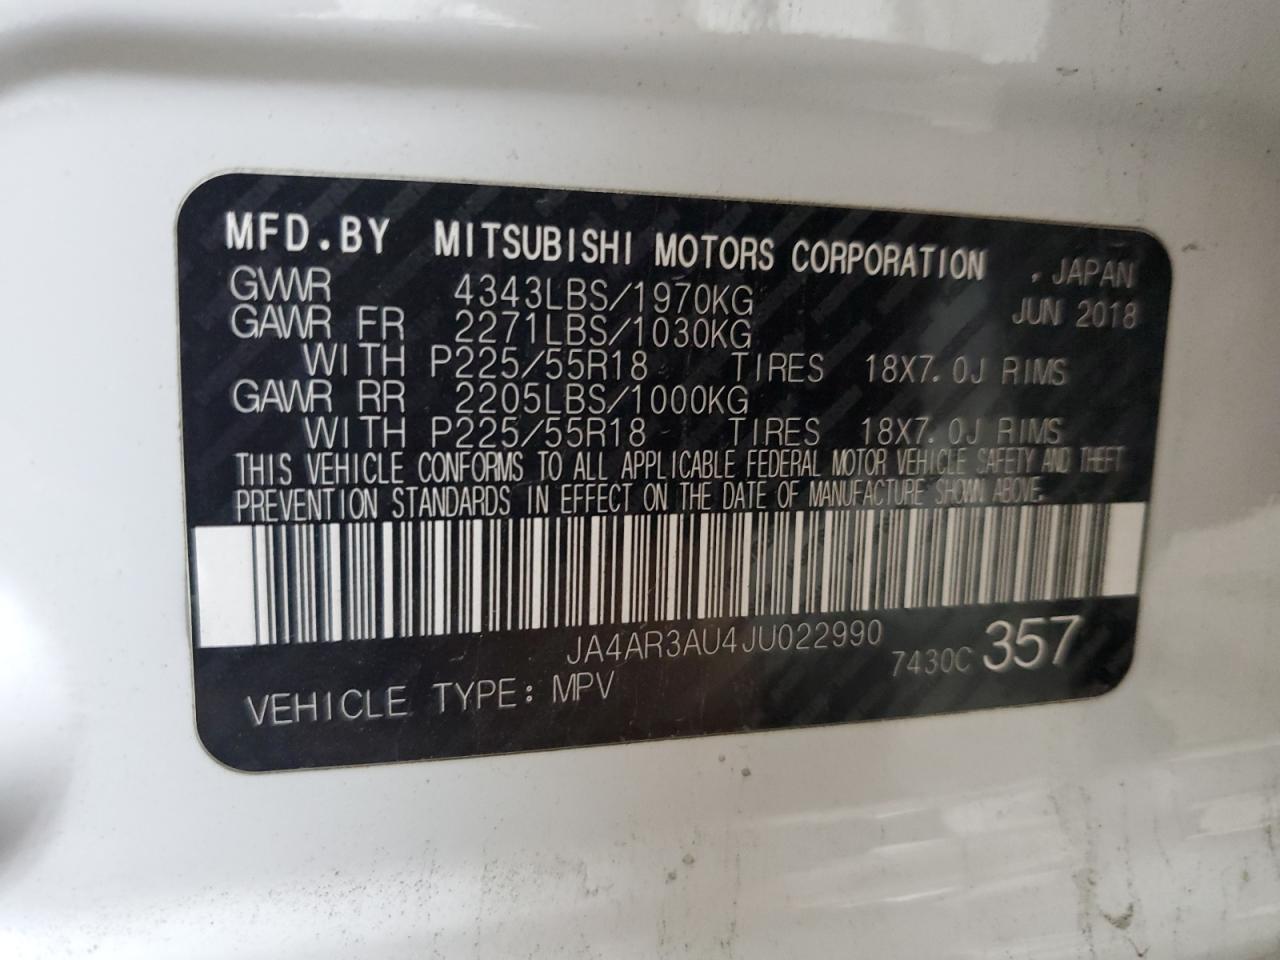 MFD.BY MITSUBISHI MOTORS CORPORATION , JAPAN
GVWR 4343LBS/1970KG JUN 2018
GAWR FR 2271LBS/1030KG
WITH P225/55R18 TIRES 18X7.0J RIMS
GAWR RR 2205LBS/1000KG
WITH P225/55R18 TIRES 18X7.0J RIMS
THIS VEHICLE CONFORMS TO ALL APPLICABLE FEDERAL MOTOR VEHICLE SAFETY AND THEFT
PREVENTION STANDARDS IN EFFECT ON THE DATE OF MANUFACTURE SHOWN ABOVE.
JA4AR3AU4JU022990
7430C 357
VEHICLE TYPE: MPV